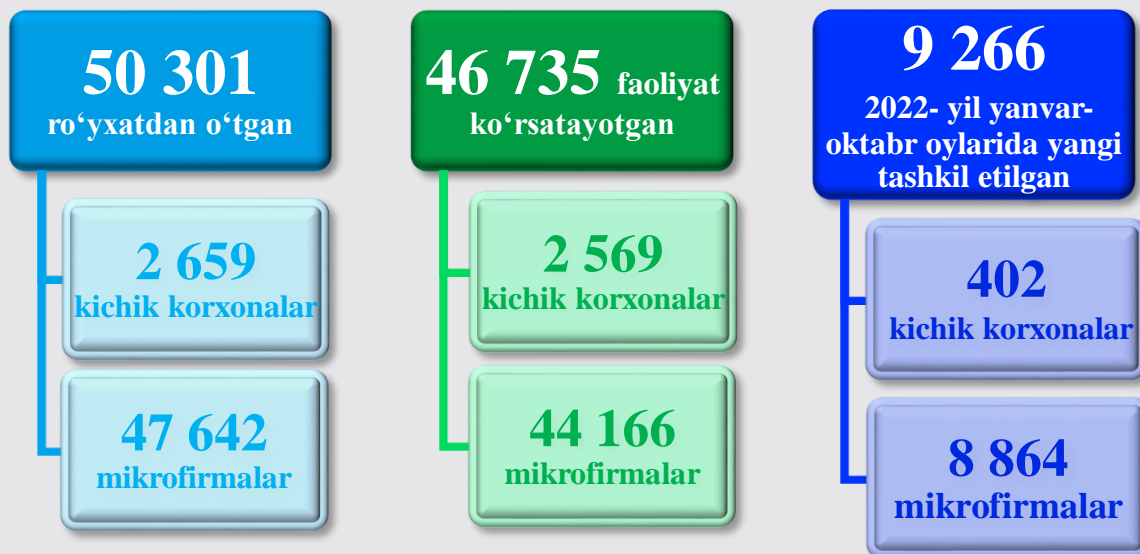 50 301
ro‘yxatdan o‘tgan
2 659
kichik korxonalar
47 642
mikrofirmalar
46 735 faoliyat
ko‘rsatayotgan
2 569
kichik korxonalar
44 166
mikrofirmalar
9 266
2022- yil yanvar-
oktabr oylarida yangi
tashkil etilgan
402
kichik korxonalar
8 864
mikrofirmalar